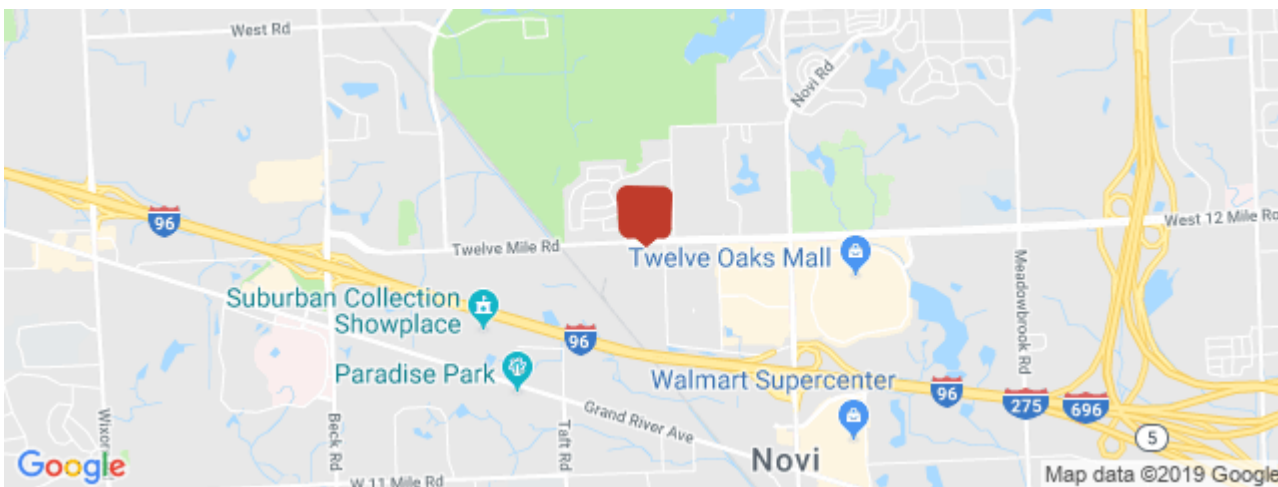 West Rd
Novi Rd
96
West 12 Mile Rd
Twelve Mile Rd
Twelve Oaks Mall
Suburban Collection
Showplace
96
Meadowbrook Rd
Paradise Park
Walmart Supercenter
96
275
696
Grand River Ave
Beck Rd
Taft Rd
5
Novi
Google
W 11 Mile Rd
Map data ©2019 Google